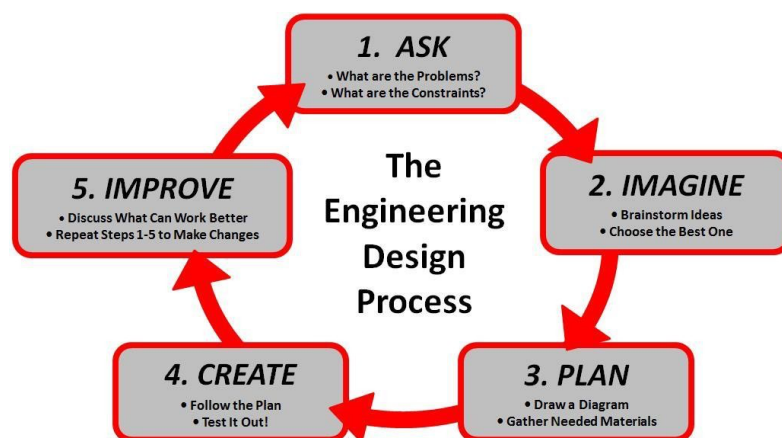 1. ASK
• What are the Problems?
• What are the Constraints?
The
Engineering
Design
Process
2. IMAGINE
• Brainstorm Ideas
• Choose the Best One
3. PLAN
• Draw a Diagram
• Gather Needed Materials
4. CREATE
• Follow the Plan
• Test It Out!
5. IMPROVE
• Discuss What Can Work Better
• Repeat Steps 1-5 to Make Changes